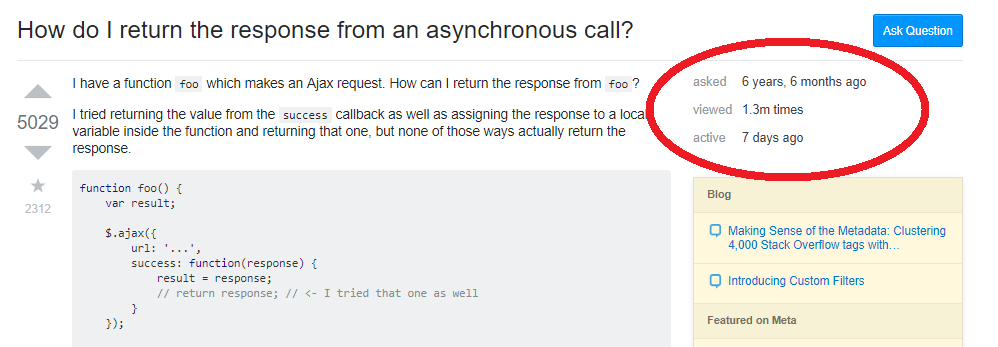 How do I return the response from an asynchronous call?
Ask Question
5029
2312
I have a function foo which makes an Ajax request. How can I return the response from foo?
I tried returning the value from the success callback as well as assigning the response to a local
variable inside the function and returning that one, but none of those ways actually return the
response.
function foo() {
    var result;

    $.ajax({
        url: '...',
        success: function(response) {
            result = response;
            // return response; // <- I tried that one as well
        }
    });
asked 6 years, 6 months ago
viewed 1.3m times
active 7 days ago
Blog
Making Sense of the Metadata: Clustering
4,000 Stack Overflow tags with…
Introducing Custom Filters
Featured on Meta